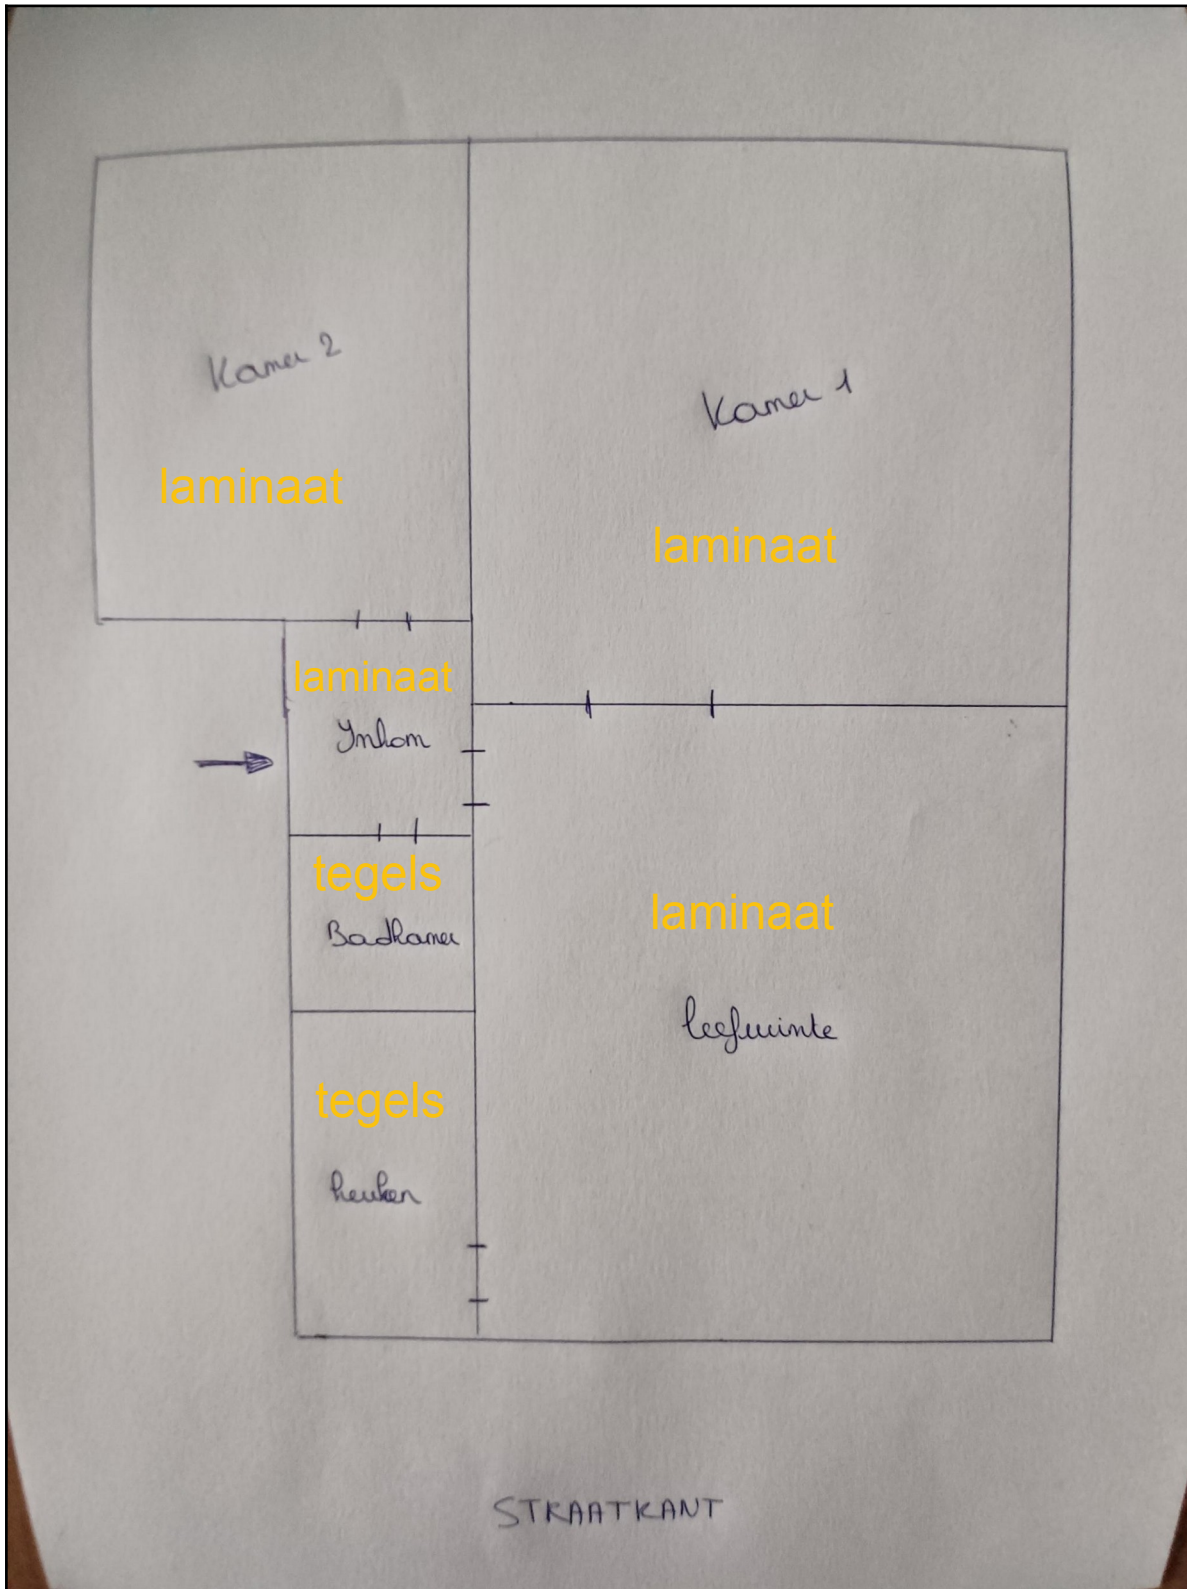 Kamer 2
Kamer 1
laminaat
laminaat
laminaat
Inkom
tegels
Badkamer
laminaat
leefruimte
tegels
keuken
STRAATKANT